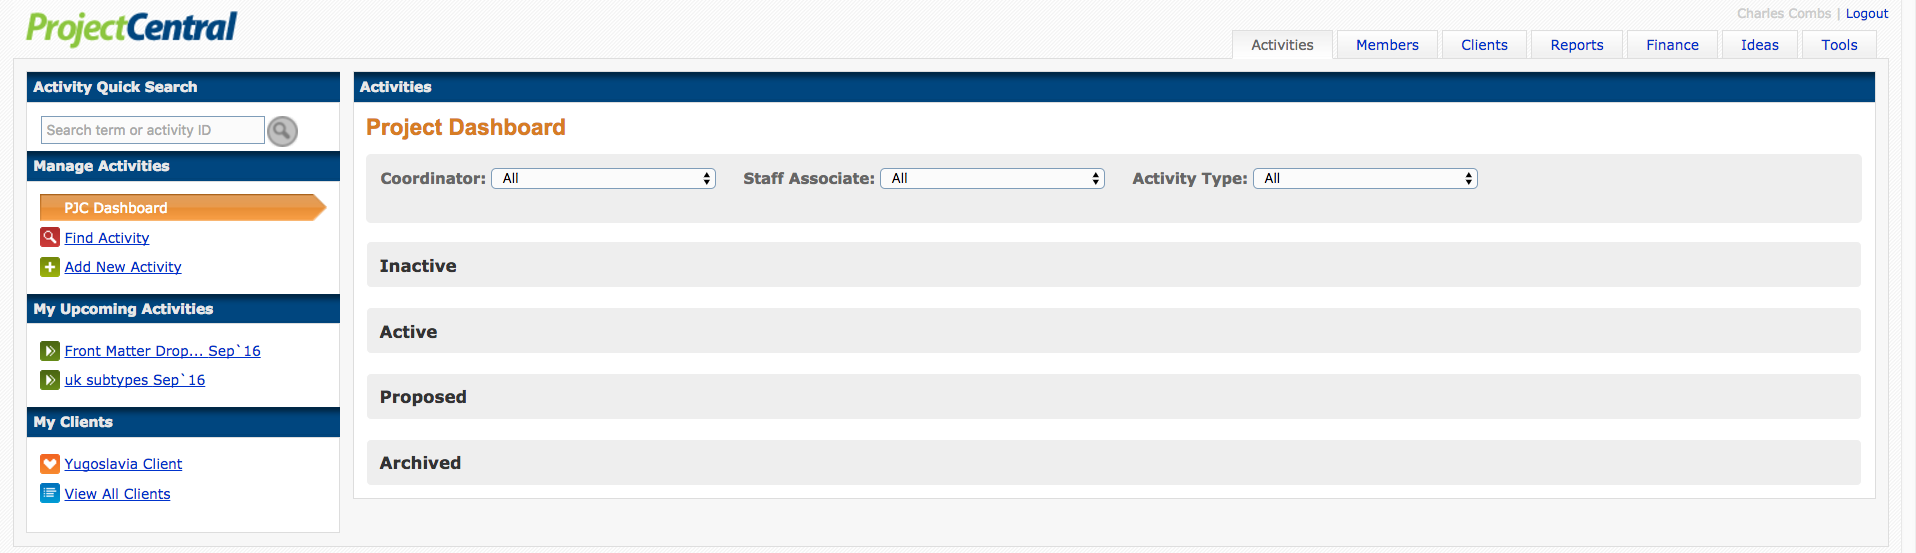 ProjectCentral
Charles Combs | Logout
Activities Members Clients Reports Finance Ideas Tools
Activity Quick Search
Search term or activity ID
Manage Activities
PJC Dashboard
Find Activity
Add New Activity
My Upcoming Activities
Front Matter Drop... Sep`16
uk subtypes Sep`16
My Clients
Yugoslavia Client
View All Clients
Activities
Project Dashboard
Coordinator: All Staff Associate: All Activity Type: All
Inactive
Active
Proposed
Archived